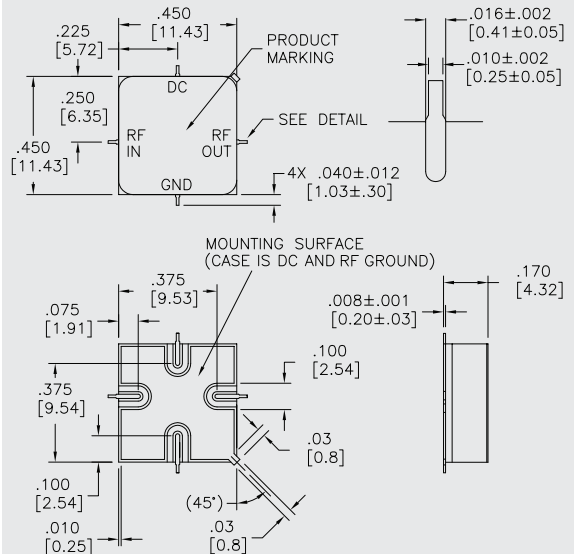 .450
[11.43]
.225
[5.72]
PRODUCT
MARKING
.016±.002
[0.41±0.05]
.010±.002
[0.25±0.05]
DC
.250
[6.35]
.450
[11.43]
RF
IN
RF
OUT
SEE DETAIL
GND
4X .040±.012
[1.03±.30]
MOUNTING SURFACE
(CASE IS DC AND RF GROUND)
.375
[9.53]
.075
[1.91]
.008±.001
[0.20±.03]
.170
[4.32]
.100
[2.54]
.375
[9.54]
.03
[0.8]
.100
[2.54]
(45°)
.010
[0.25]
.03
[0.8]